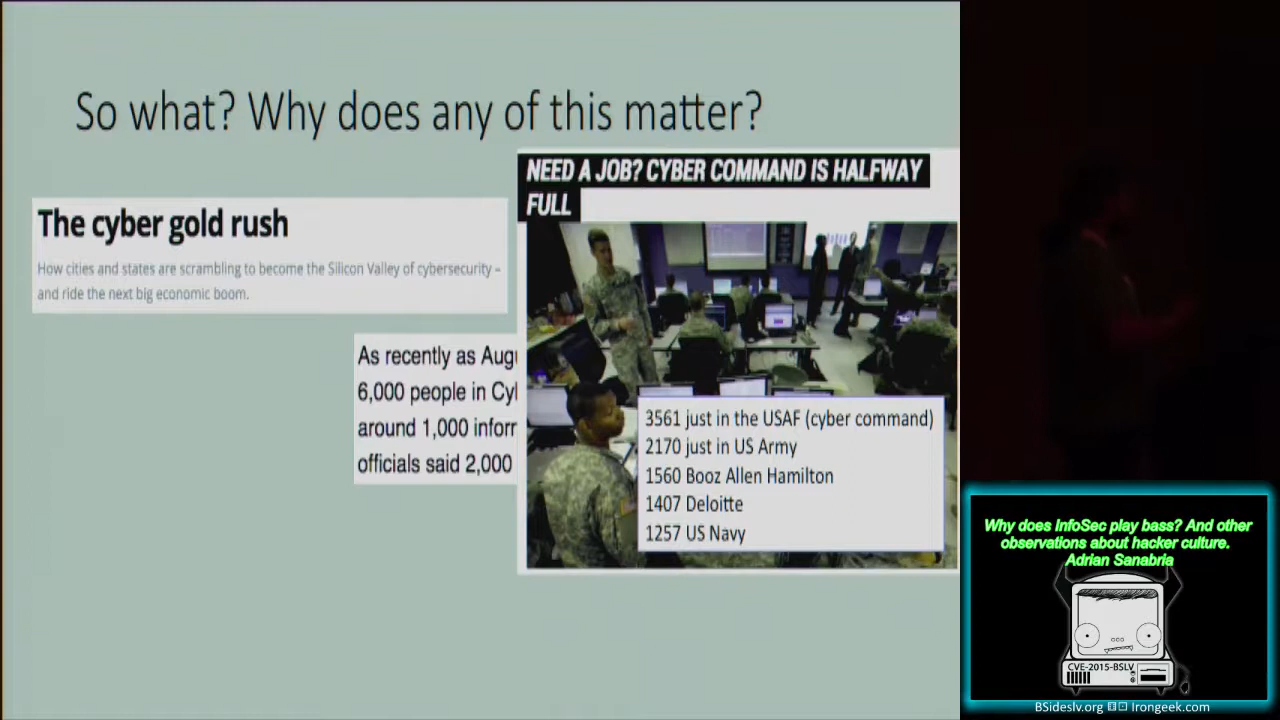 So what? Why does any of this matter?
The cyber gold rush
How cities and states are scrambling to become the Silicon Valley of cybersecurity –
and ride the next big economic boom.
NEED A JOB? CYBER COMMAND IS HALFWAY
FULL
As recently as
6,000 people in
around 1,000
officials said 2,000
3561 just in the USAF (cyber command)
2170 just in US Army
1560 Booz Allen Hamilton
1407 Deloitte
1257 US Navy
Why does InfoSec play bass? And other
observations about hacker culture.
Adrian Sanabria
CVE-2015-BSLV
BSideslv.org Irongeek.com